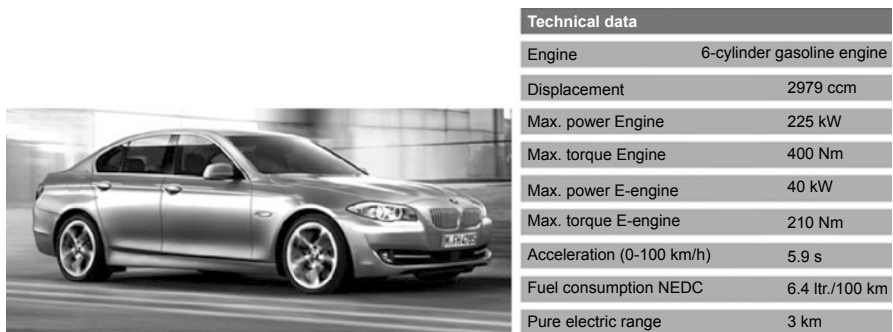 Technical data
Engine 6-cylinder gasoline engine
Displacement 2979 ccm
Max. power Engine 225 kW
Max. torque Engine 400 Nm
Max. power E-engine 40 kW
Max. torque E-engine 210 Nm
Acceleration (0-100 km/h) 5.9 s
Fuel consumption NEDC 6.4 ltr./100 km
Pure electric range 3 km